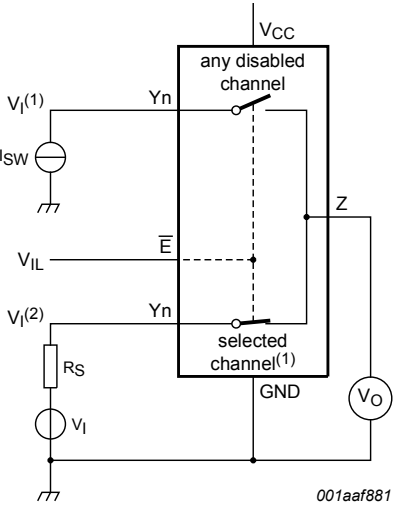 VCC
any disabled
channel
VI(1)
Yn
ISW
Z
E
VIL
VI(2)
Yn
selected
channel(1)
RS
GND
VI
VO
001aaf881